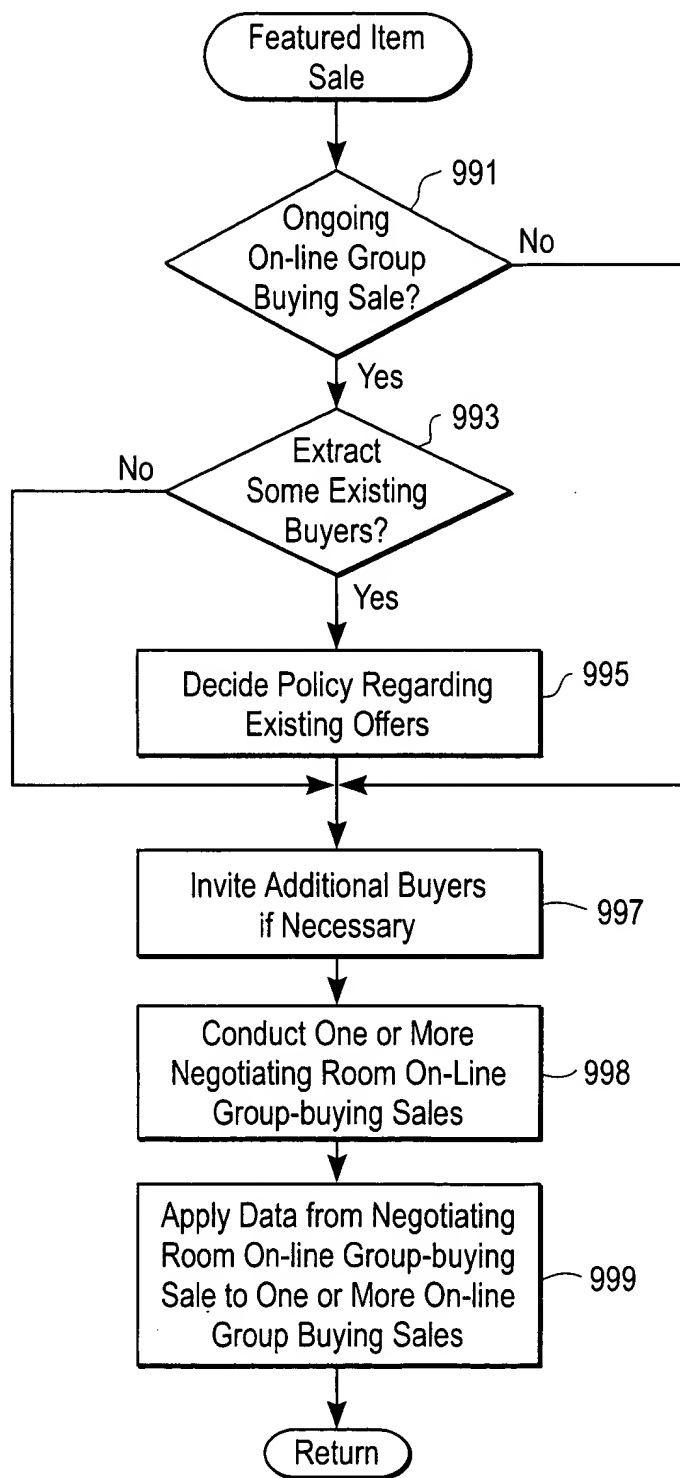 Featured Item
Sale
991
Ongoing
On-line Group
Buying Sale?
No
Yes
993
No
Extract
Some Existing
Buyers?
Yes
Decide Policy Regarding
Existing Offers
995
Invite Additional Buyers
if Necessary
997
Conduct One or More
Negotiating Room On-Line
Group-buying Sales
998
Apply Data from Negotiating
Room On-line Group-buying
Sale to One or More On-line
Group Buying Sales
999
Return